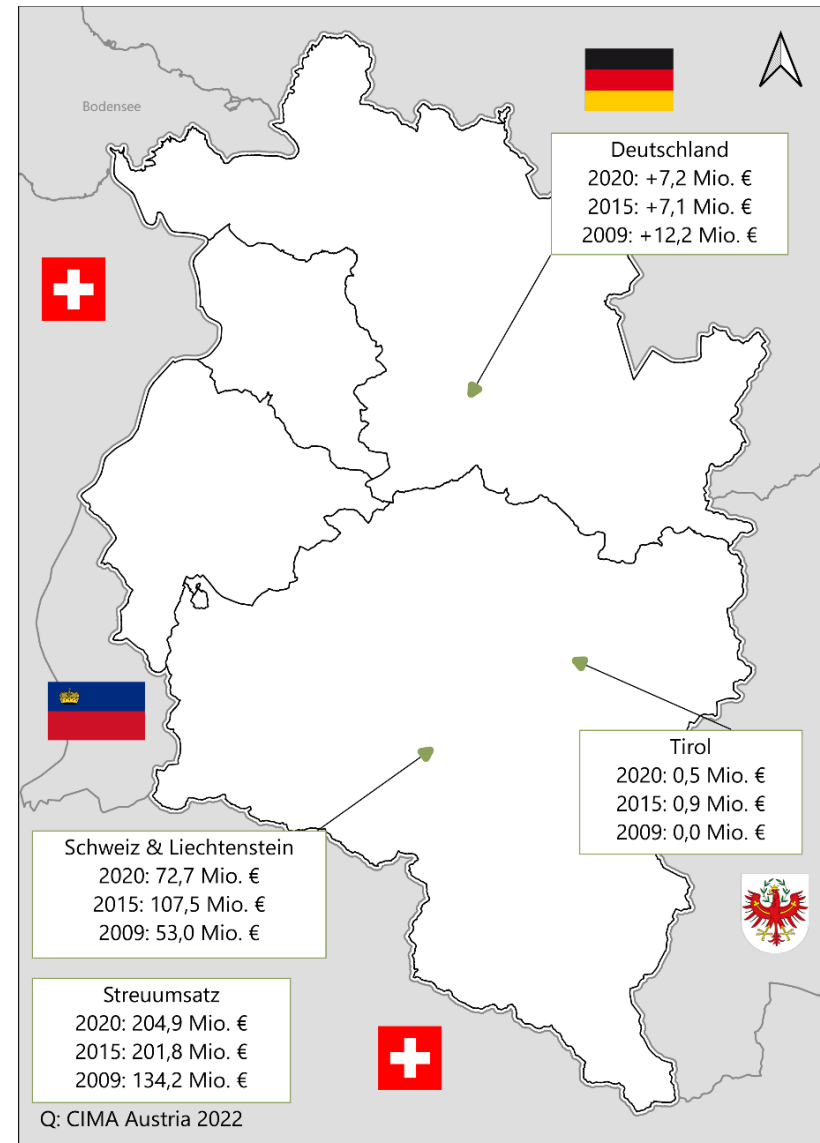 Bodensee
Deutschland
2020: +7,2 Mio. €
2015: +7,1 Mio. €
2009: +12,2 Mio. €
Tirol
2020: 0,5 Mio. €
2015: 0,9 Mio. €
2009: 0,0 Mio. €
Schweiz & Liechtenstein
2020: 72,7 Mio. €
2015: 107,5 Mio. €
2009: 53,0 Mio. €
Streuumsatz
2020: 204,9 Mio. €
2015: 201,8 Mio. €
2009: 134,2 Mio. €
Q: CIMA Austria 2022